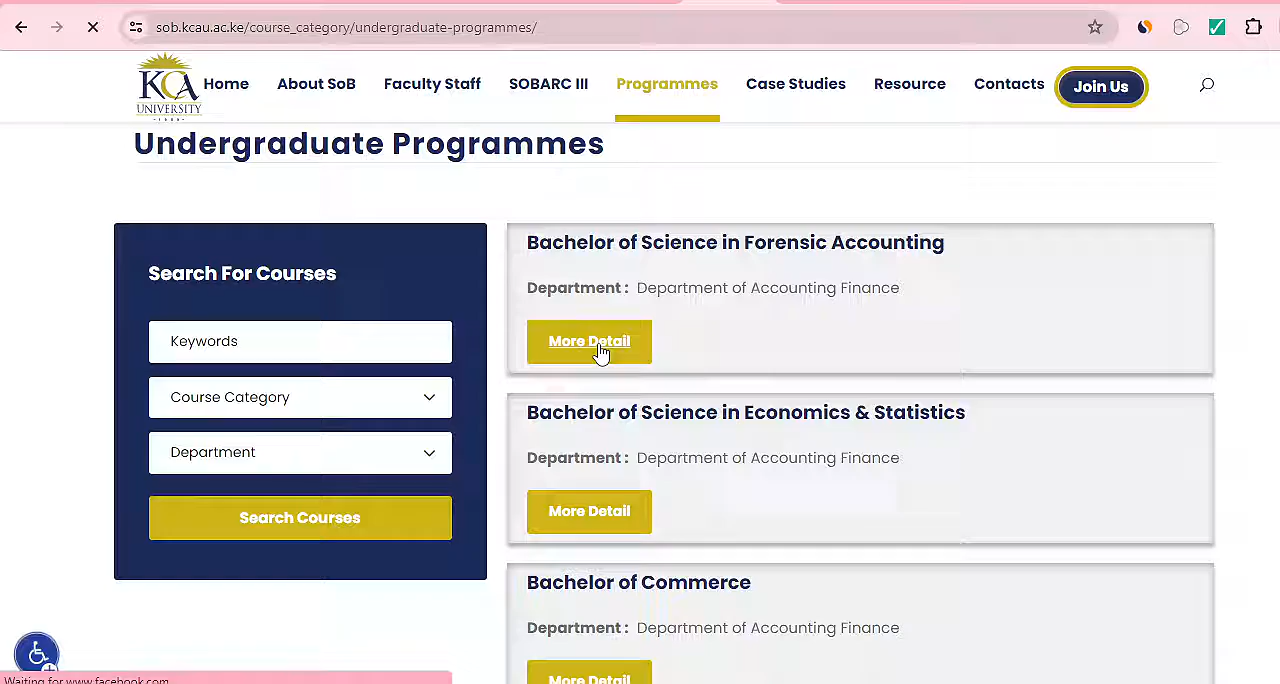 sob.kcau.ac.ke/course_category/undergraduate-programmes/
KCA
UNIVERSITY
Home
About SoB
Faculty Staff
SOBARC III
Programmes
Case Studies
Resource
Contacts
Join Us
Undergraduate Programmes
Search For Courses
Keywords
Course Category
Department
Search Courses
Bachelor of Science in Forensic Accounting
Department : Department of Accounting Finance
More Detail
Bachelor of Science in Economics & Statistics
Department : Department of Accounting Finance
More Detail
Bachelor of Commerce
Department : Department of Accounting Finance
More Detail
Waiting for www.facebook.com